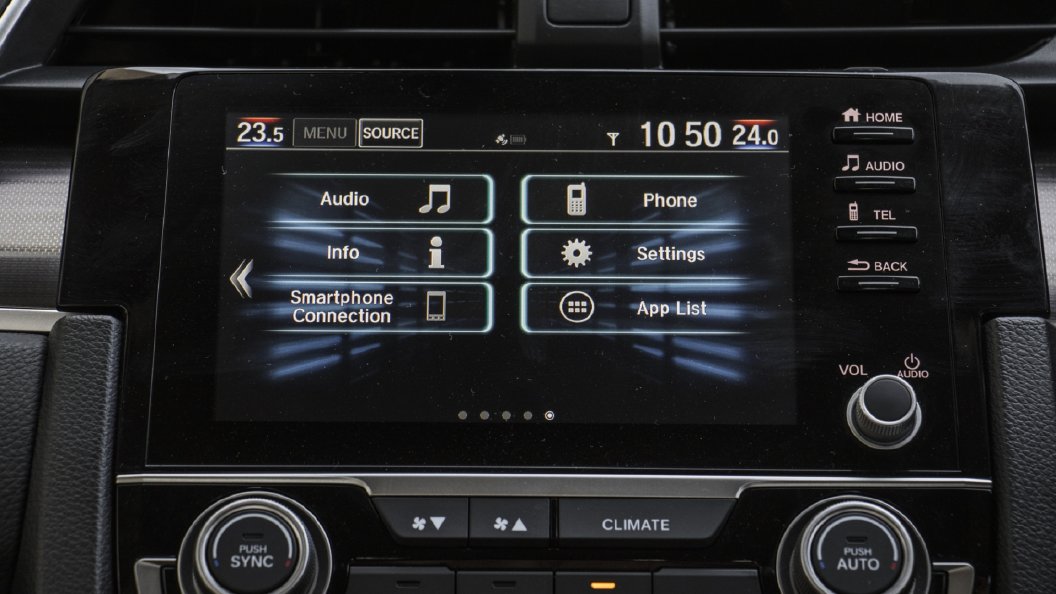 23.5 MENU SOURCE 10 50 24.0
HOME
AUDIO
TEL
BACK
Audio
Phone
Info
Settings
Smartphone
Connection
App List
VOL
AUDIO
CLIMATE
PUSH
SYNC
PUSH
AUTO